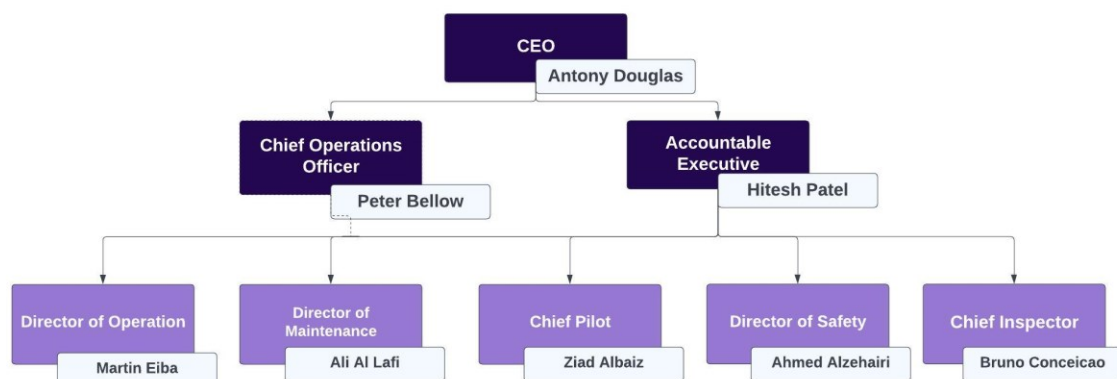 CEO
Antony Douglas
Chief Operations
Officer
Peter Bellow
Accountable
Executive
Hitesh Patel
Director of Operation
Martin Eiba
Director of
Maintenance
Ali Al Lafi
Chief Pilot
Ziad Albaiz
Director of Safety
Ahmed Alzehairi
Chief Inspector
Bruno Conceicao